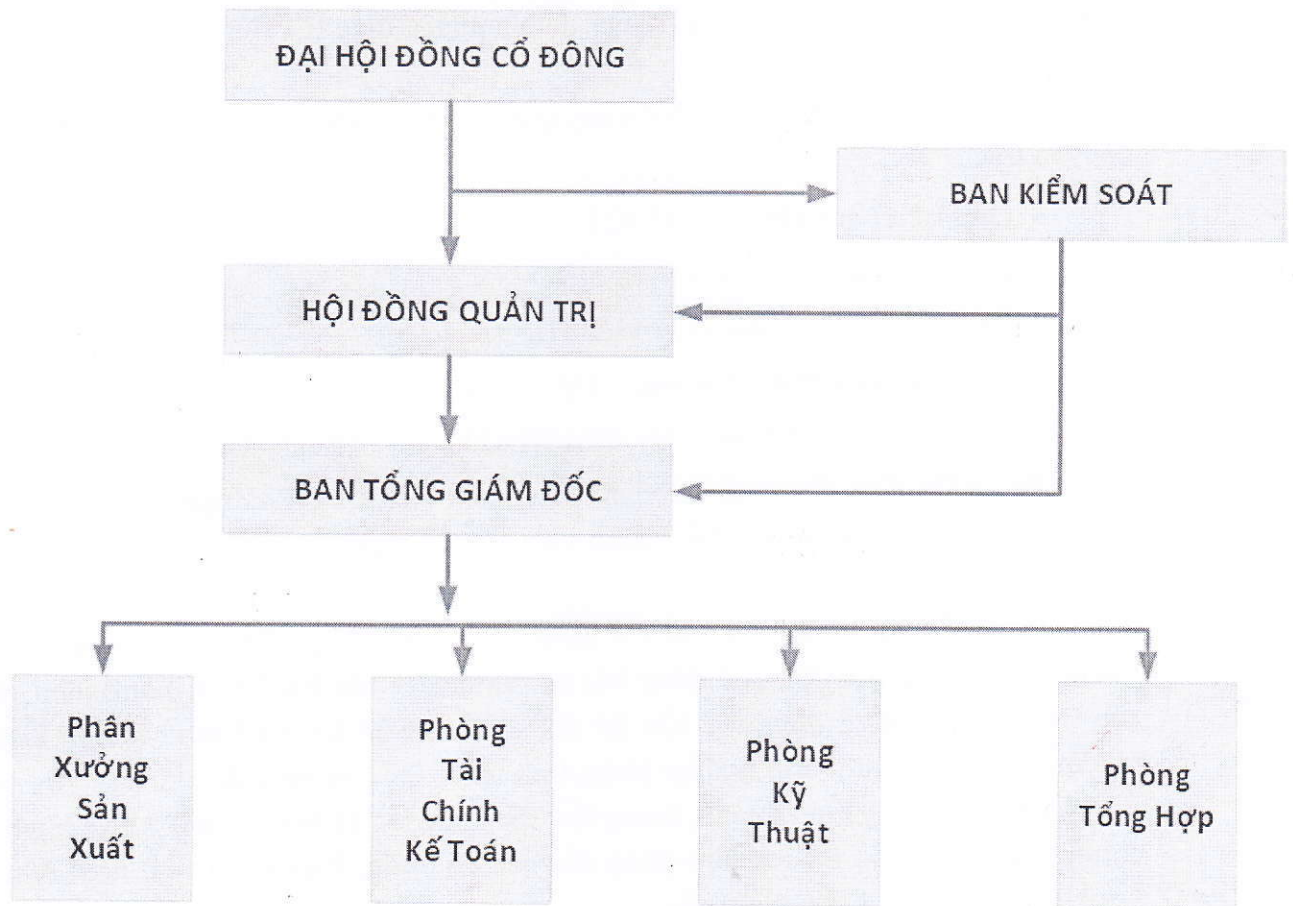 ĐẠI HỘI ĐỒNG CỔ ĐÔNG
BAN KIỂM SOÁT
HỘI ĐỒNG QUẢN TRỊ
BAN TỔNG GIÁM ĐỐC
Phân
Xưởng
Sản
Xuất
Phòng
Tài
Chính
Kế Toán
Phòng
Kỹ
Thuật
Phòng
Tổng Hợp